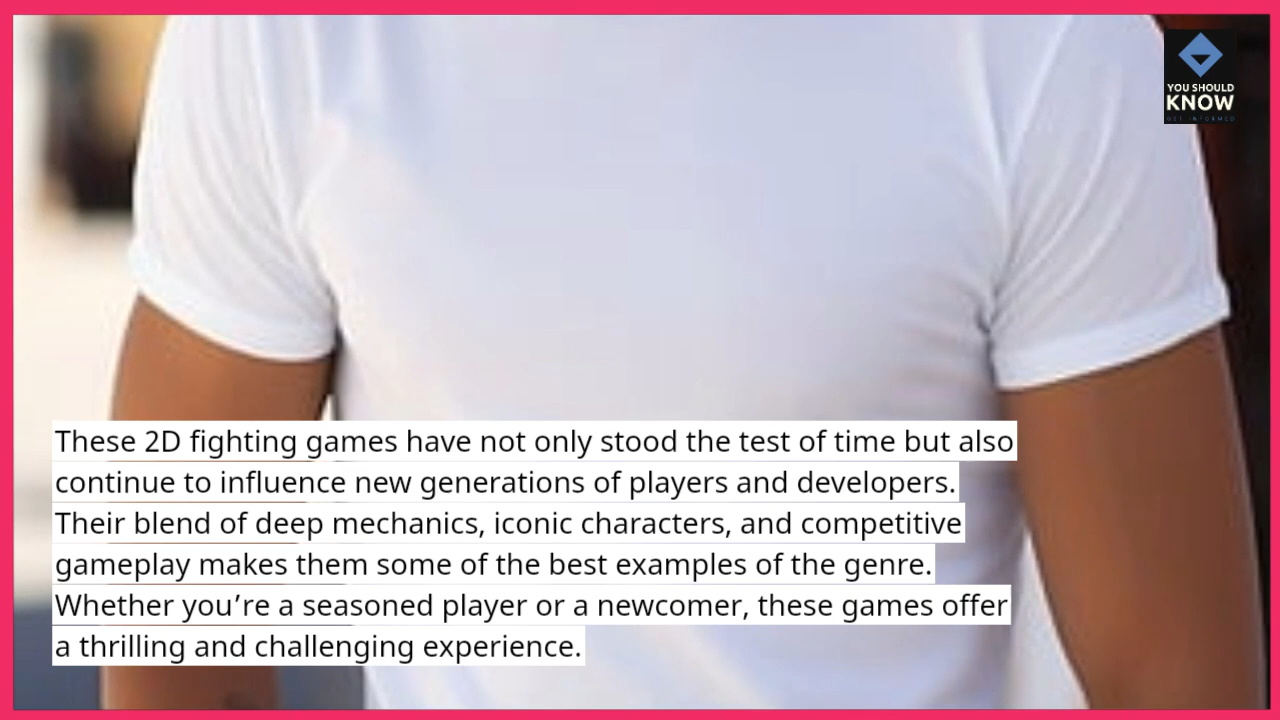 YOU SHOULD
KNOW
GET INFORMED
These 2D fighting games have not only stood the test of time but also
continue to influence new generations of players and developers.
Their blend of deep mechanics, iconic characters, and competitive
gameplay makes them some of the best examples of the genre.
Whether you’re a seasoned player or a newcomer, these games offer
a thrilling and challenging experience.